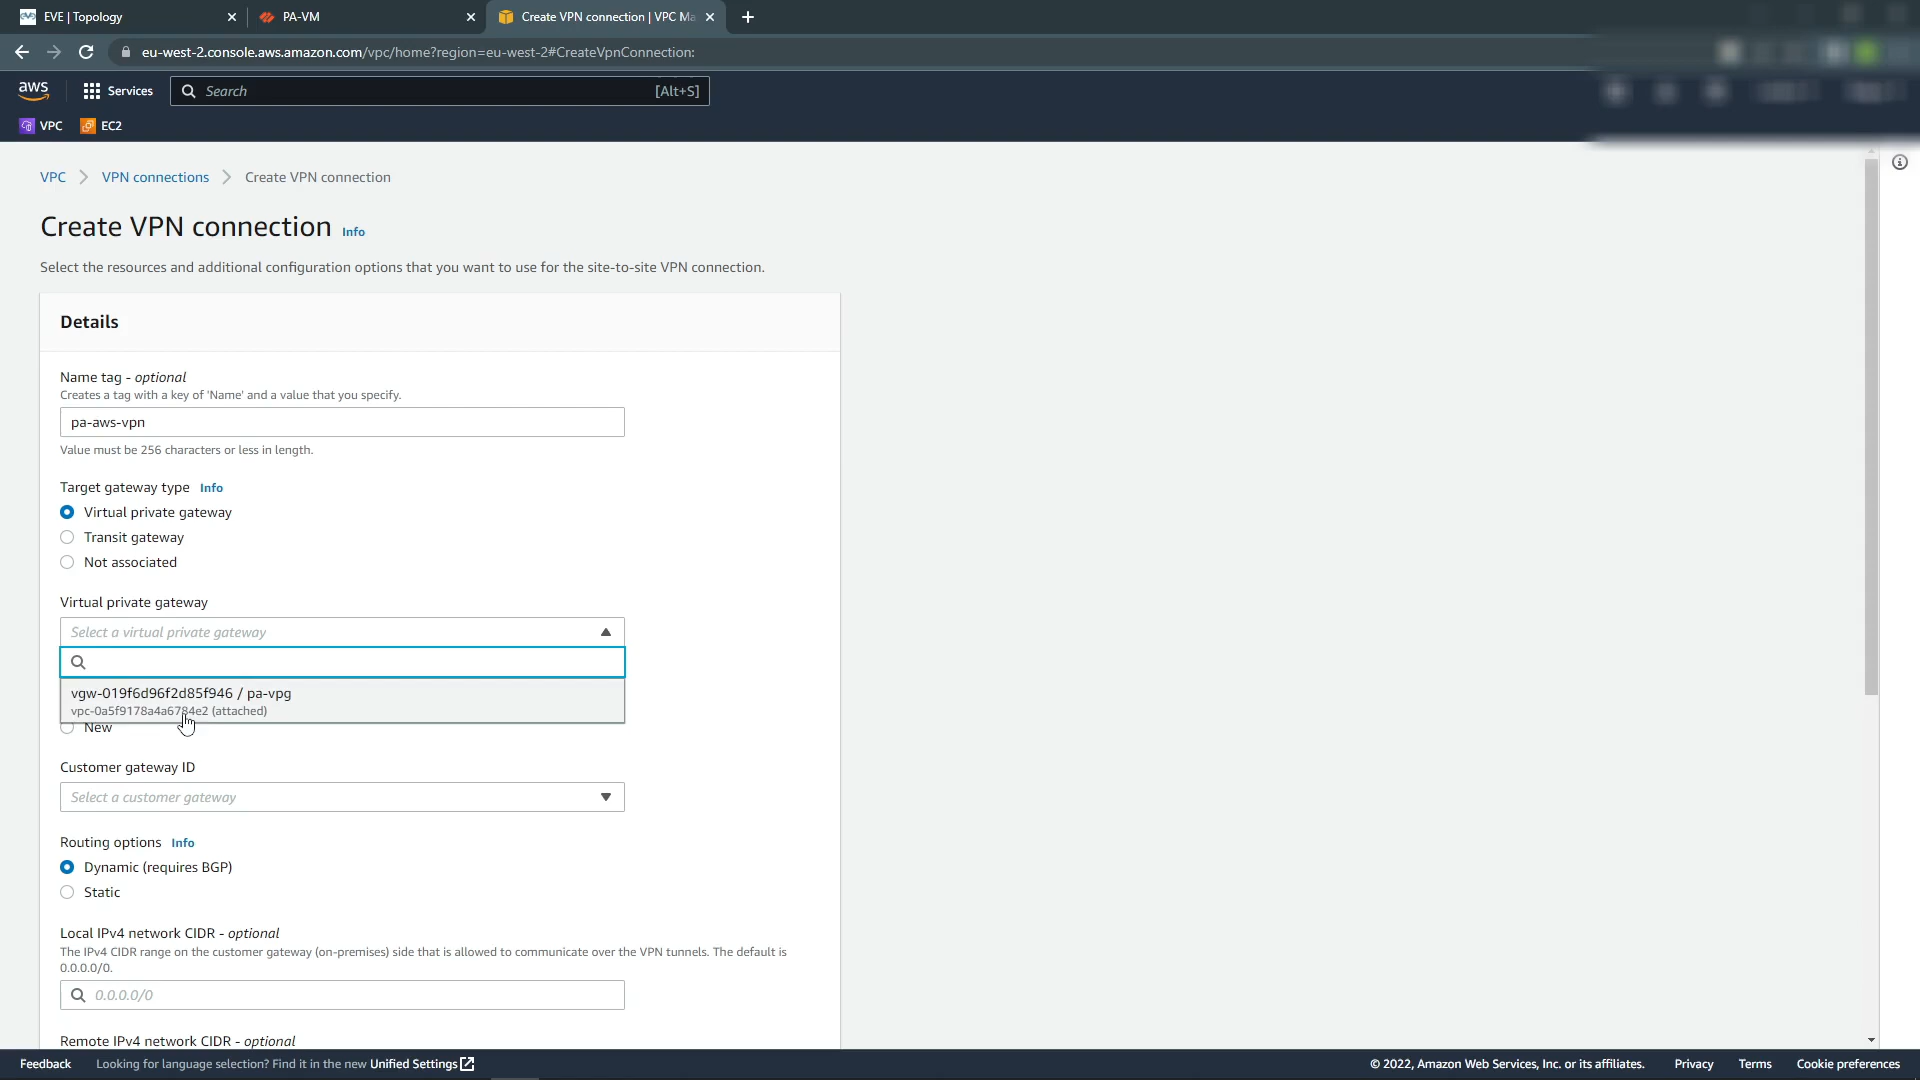 EVE | Topology
PA-VM
Create VPN connection | VPC Ma
eu-west-2.console.aws.amazon.com/vpc/home?region=eu-west-2#CreateVpnConnection:
aws
Services
Search
[Alt+S]
VPC
EC2
VPC
VPN connections
Create VPN connection
Create VPN connection Info
Select the resources and additional configuration options that you want to use for the site-to-site VPN connection.
Details
Name tag - optional
Creates a tag with a key of 'Name' and a value that you specify.
pa-aws-vpn
Value must be 256 characters or less in length.
Target gateway type Info
Virtual private gateway
Transit gateway
Not associated
Virtual private gateway
Select a virtual private gateway
vgw-019f6d96f2d85f946 / pa-vpg
vpc-0a5f9178a4a6784e2 (attached)
New
Customer gateway ID
Select a customer gateway
Routing options Info
Dynamic (requires BGP)
Static
Local IPv4 network CIDR - optional
The IPv4 CIDR range on the customer gateway (on-premises) side that is allowed to communicate over the VPN tunnels. The default is
0.0.0.0/0.
0.0.0.0/0
Remote IPv4 network CIDR - optional
Feedback
Looking for language selection? Find it in the new Unified Settings
© 2022, Amazon Web Services, Inc. or its affiliates.
Privacy
Terms
Cookie preferences